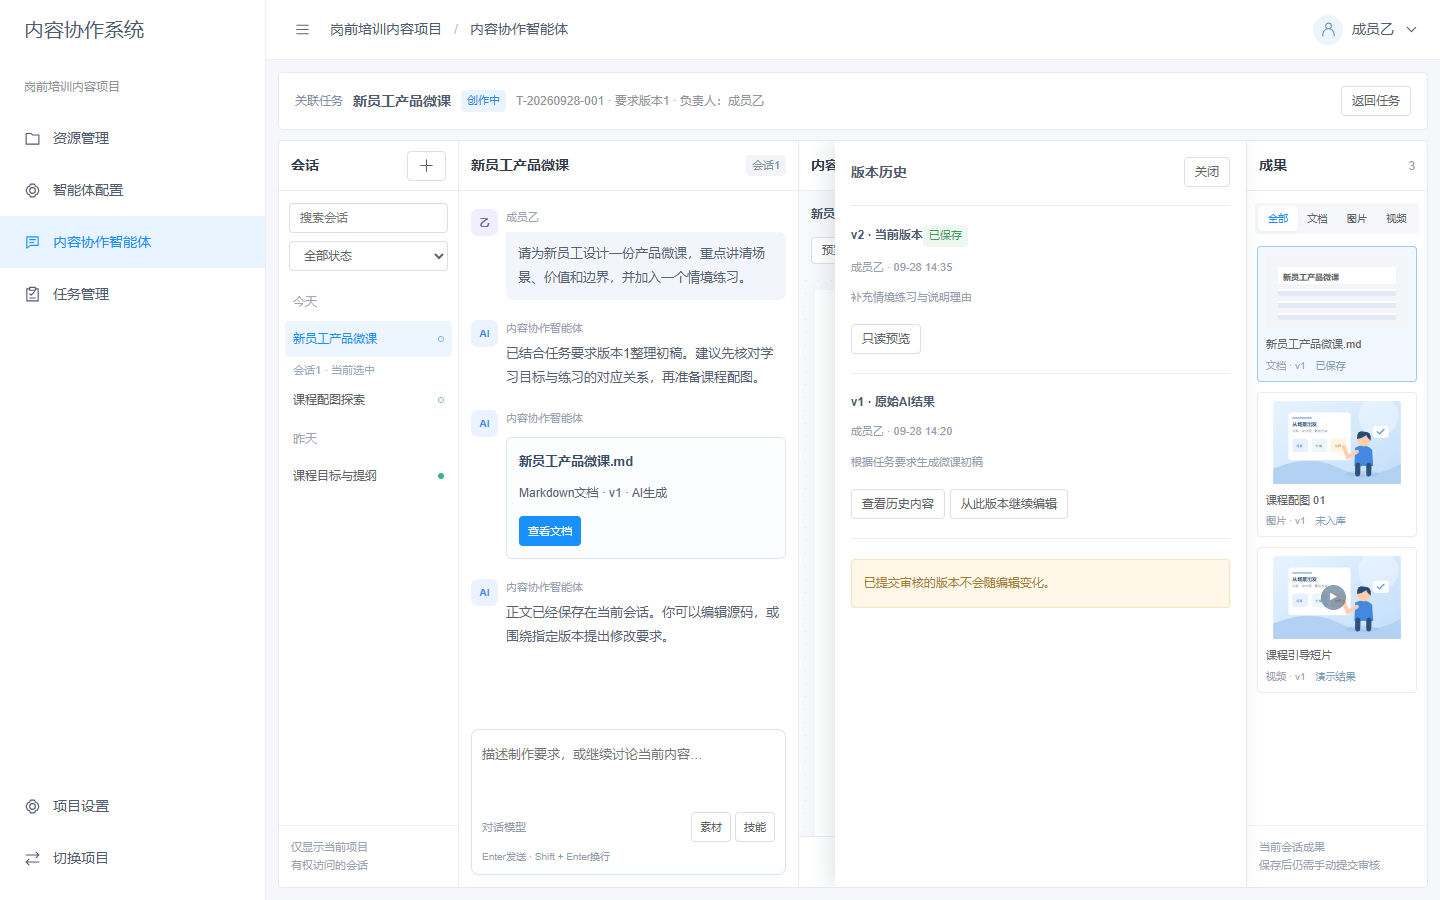 内容协作系统
岗前培训内容项目 / 内容协作智能体
成员乙
岗前培训内容项目
资源管理
智能体配置
内容协作智能体
任务管理
项目设置
切换项目
关联任务 新员工产品微课 创作中 T-20260928-001 · 要求版本1 · 负责人：成员乙
返回任务
会话
搜索会话
全部状态
今天
新员工产品微课
会话1 · 当前选中
课程配图探索
昨天
课程目标与提纲
仅显示当前项目
有权访问的会话
新员工产品微课
会话1
乙
成员乙
请为新员工设计一份产品微课，重点讲清场
景、价值和边界，并加入一个情境练习。
AI
内容协作智能体
已结合任务要求版本1整理初稿。建议先核对学
习目标与练习的对应关系，再准备课程配图。
AI
内容协作智能体
新员工产品微课.md
Markdown文档 · v1 · AI生成
查看文档
AI
内容协作智能体
正文已经保存在当前会话。你可以编辑源码，或
围绕指定版本提出修改要求。
描述制作要求，或继续讨论当前内容…
对话模型
素材
技能
Enter发送 · Shift + Enter换行
内容
新员
预
版本历史
关闭
v2 · 当前版本 已保存
成员乙 · 09-28 14:35
补充情境练习与说明理由
只读预览
v1 · 原始AI结果
成员乙 · 09-28 14:20
根据任务要求生成微课初稿
查看历史内容
从此版本继续编辑
已提交审核的版本不会随编辑变化。
成果
3
全部
文档
图片
视频
新员工产品微课
新员工产品微课.md
文档 · v1 已保存
从场景出发
课程配图 01
图片 · v1 未入库
从场景出发
课程引导短片
视频 · v1 演示结果
当前会话成果
保存后仍需手动提交审核